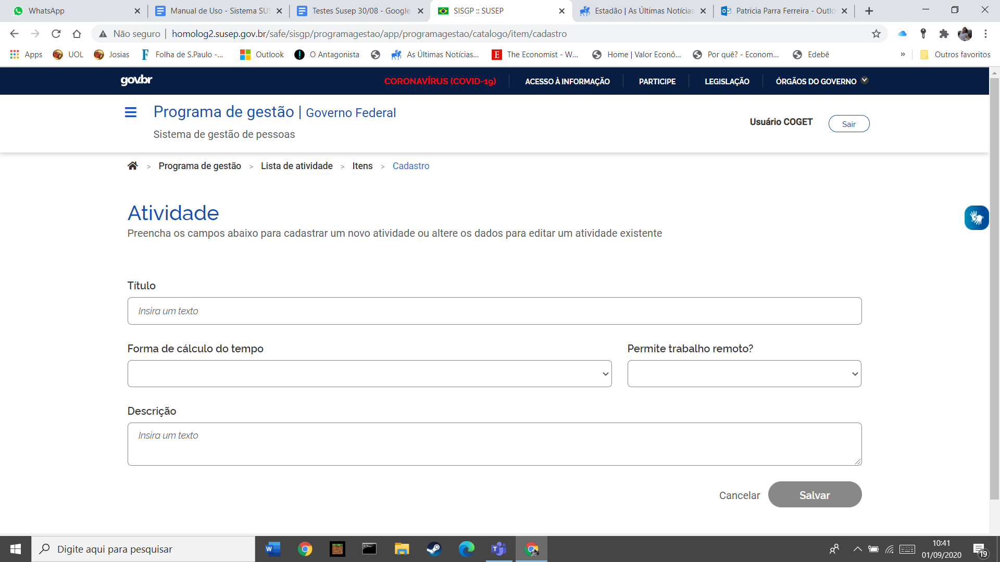 WhatsApp
Manual de Uso - Sistema SUS
Testes Susep 30/08 - Google
SISGP :: SUSEP
Estadão | As Últimas Notícias
Patricia Parra Ferreira - Outlo
Não seguro
homolog2.susep.gov.br/safe/sisgp/programagestao/app/programagestao/catalogo/item/cadastro
Apps
UOL
Josias
Folha de S.Paulo -...
Outlook
O Antagonista
As Últimas Notícias...
The Economist - W...
Home | Valor Econô...
Por quê? - Econom...
Edebê
»
Outros favoritos
gov.br
CORONAVÍRUS (COVID-19)
ACESSO À INFORMAÇÃO
PARTICIPE
LEGISLAÇÃO
ÓRGÃOS DO GOVERNO
Programa de gestão | Governo Federal
Sistema de gestão de pessoas
Usuário COGET
Sair
> Programa de gestão > Lista de atividade > Itens > Cadastro
Atividade
Preencha os campos abaixo para cadastrar um novo atividade ou altere os dados para editar um atividade existente
Título
Insira um texto
Forma de cálculo do tempo
Permite trabalho remoto?
Descrição
Insira um texto
Cancelar
Salvar
Digite aqui para pesquisar
10:41
01/09/2020
19